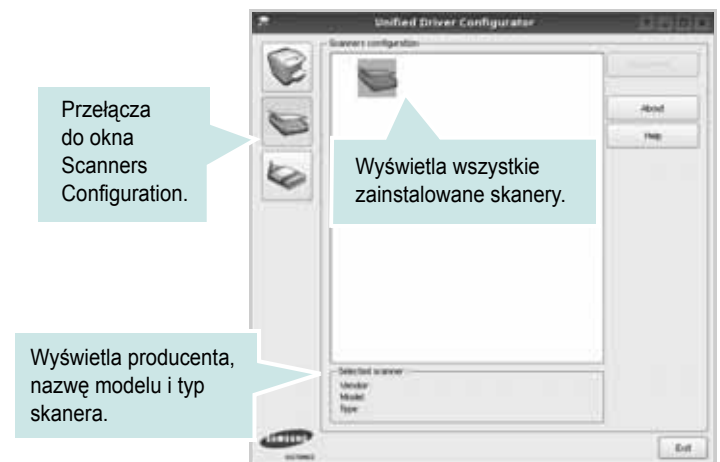 Unified Driver Configurator
Scanners configuration
Przełącza
do okna
Scanners
Configuration.
About
Help
Wyświetla wszystkie
zainstalowane skanery.
Wyświetla producenta,
nazwę modelu i typ
skanera.
Selected scanner
Vendor
Model
Type
SAMSUNG
Exit